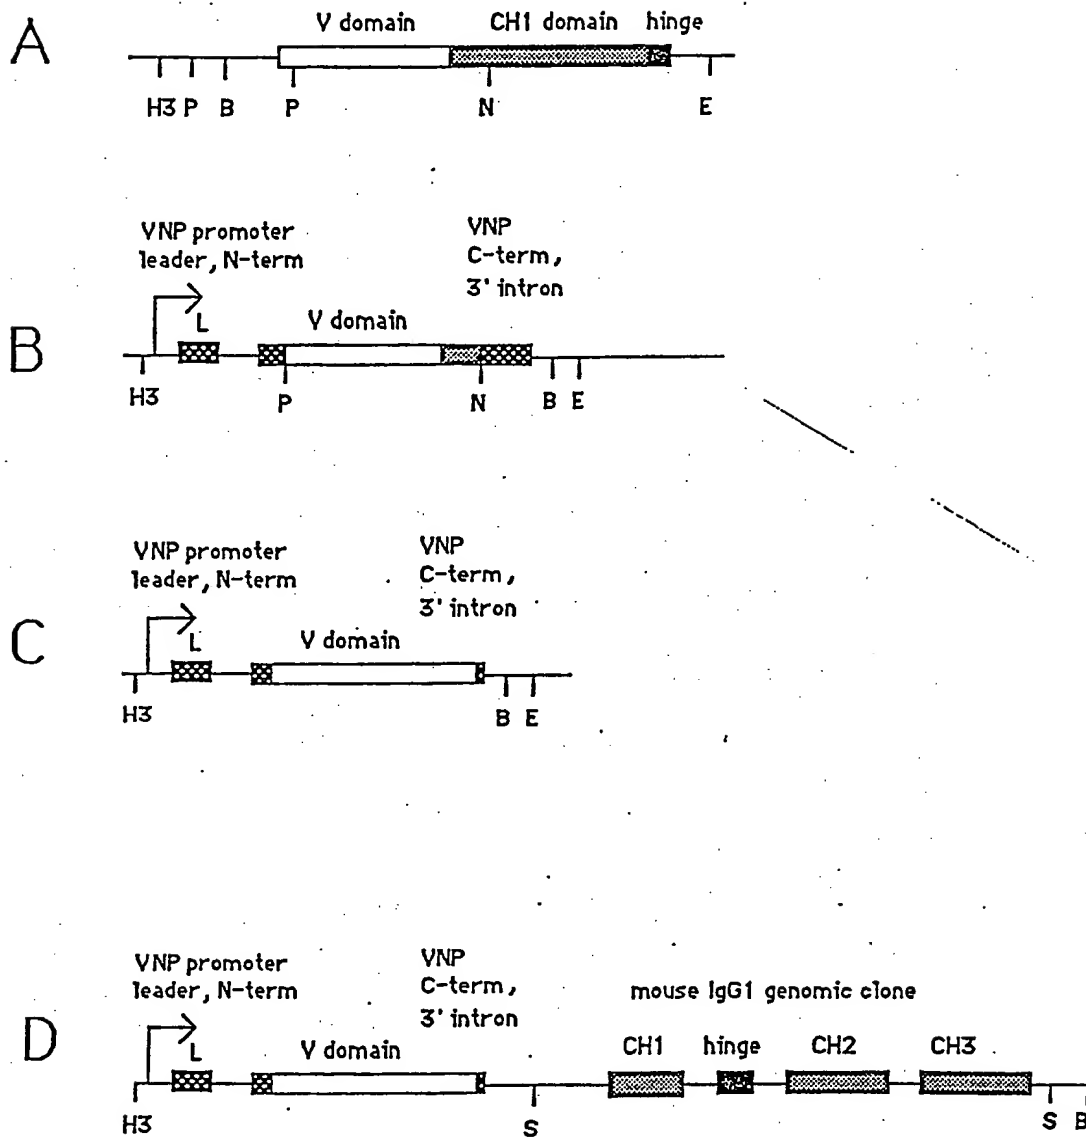 A
V domain
CH1 domain
hinge
H3 P B P N E
VNP promoter
leader, N-term
VNP
C-term,
3' intron
B
L
V domain
H3 P N B E
VNP promoter
leader, N-term
VNP
C-term,
3' intron
C
L
V domain
H3 B E
VNP promoter
leader, N-term
VNP
C-term,
3' intron
mouse IgG1 genomic clone
D
L
V domain
CH1 hinge CH2 CH3
H3 S S B